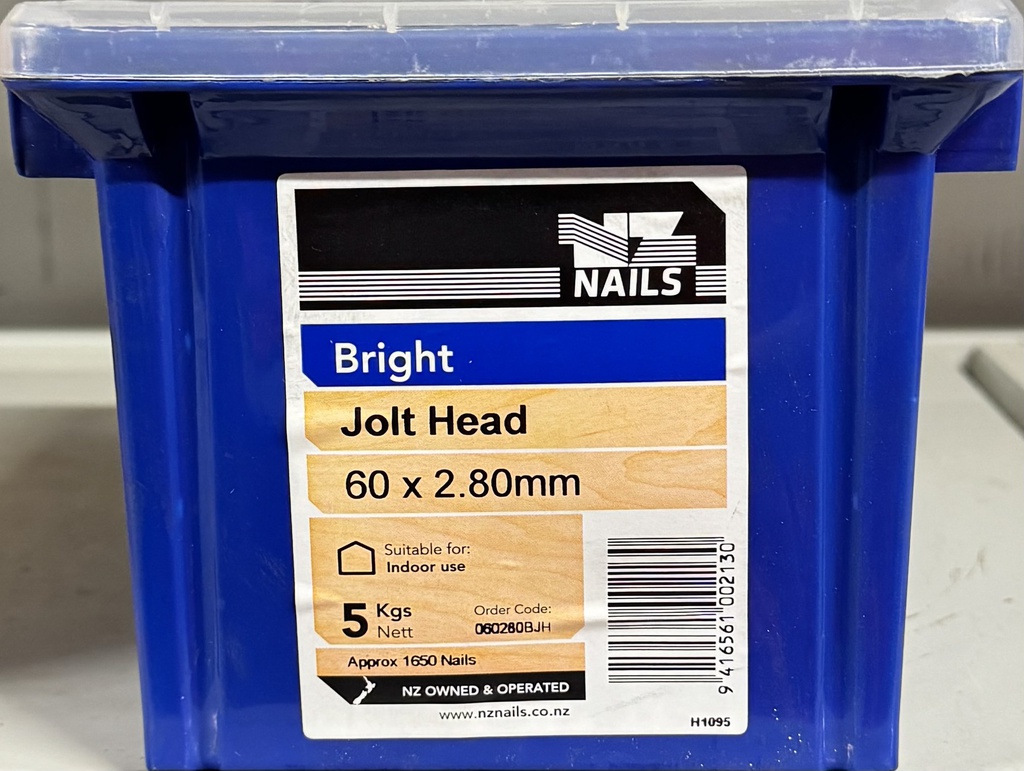 NZ
NAILS
Bright
Jolt Head
60 x 2.80mm
Suitable for:
Indoor use
5 Kgs
Nett
Order Code:
060280BJH
Approx 1650 Nails
NZ OWNED & OPERATED
www.nznails.co.nz
9 416561 002130
H1095